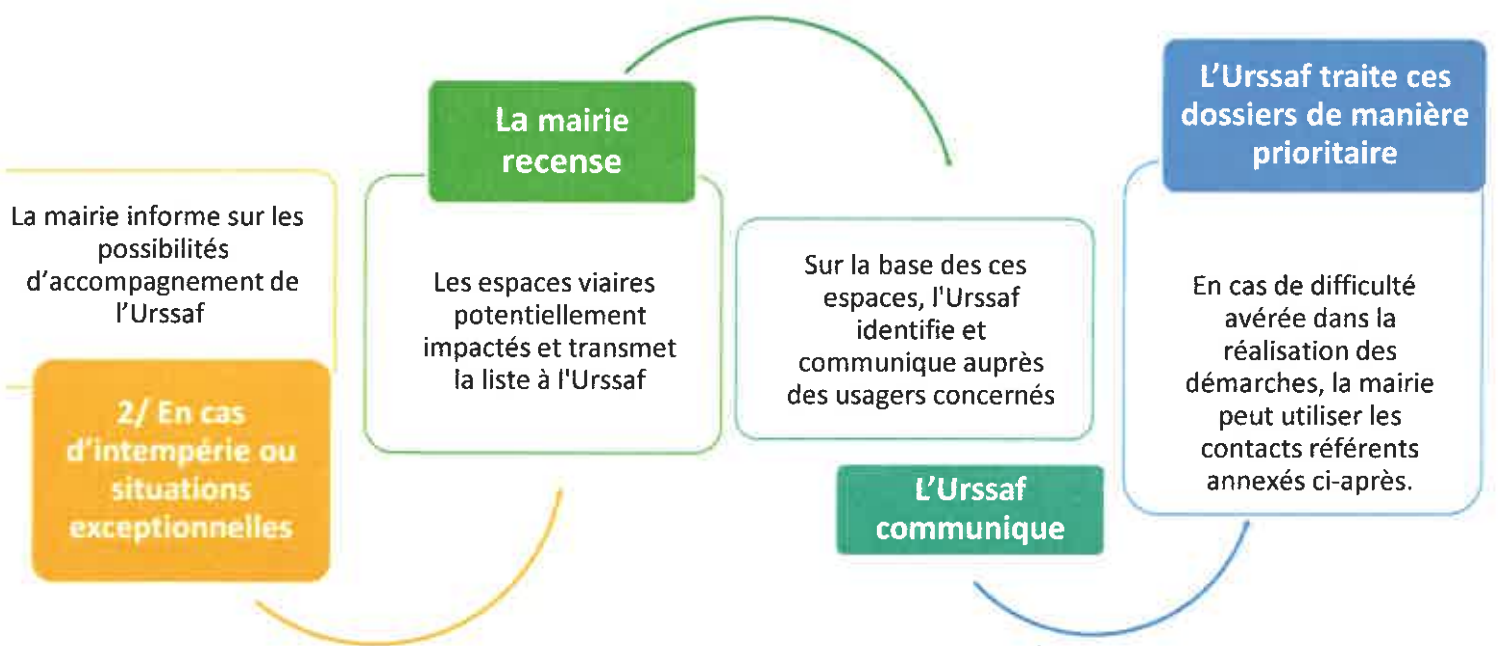 La mairie informe sur les
possibilités
d'accompagnement de
l'Urssaf
2/ En cas
d'intempérie ou
situations
exceptionnelles
La mairie
recense
Les espaces viaires
potentiellement
impactés et transmet
la liste à l'Urssaf
Sur la base des ces
espaces, l'Urssaf
identifie et
communique auprès
des usagers concernés
L'Urssaf
communique
L'Urssaf traite ces
dossiers de manière
prioritaire
En cas de difficulté
avérée dans la
réalisation des
démarches, la mairie
peut utiliser les
contacts référents
annexés ci-après.